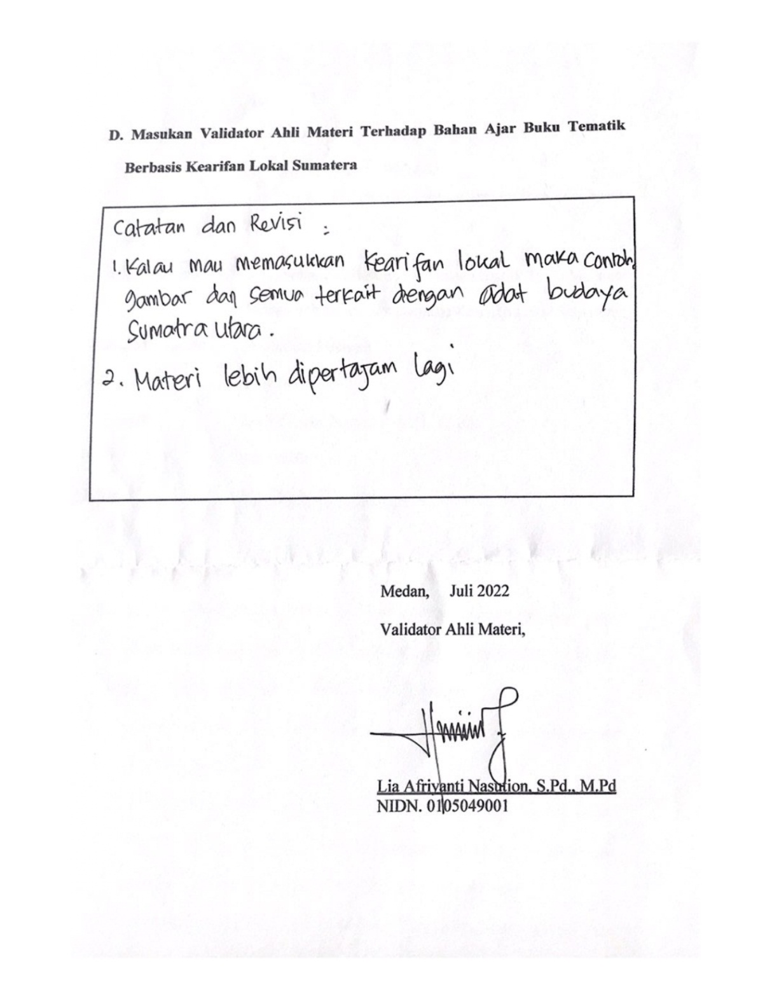 D. Masukan Validator Ahli Materi Terhadap Bahan Ajar Buku Tematik
Berbasis Kearifan Lokal Sumatera
Catatan dan Revisi :
1. Kalau mau memasukkan Kearifan lokal maka contoh,
gambar dan semua terkait dengan adat budaya
Sumatra utara.
2. Materi lebih dipertajam lagi
Medan, Juli 2022
Validator Ahli Materi,
Lia Afriyanti Nasution, S.Pd., M.Pd
NIDN. 0105049001